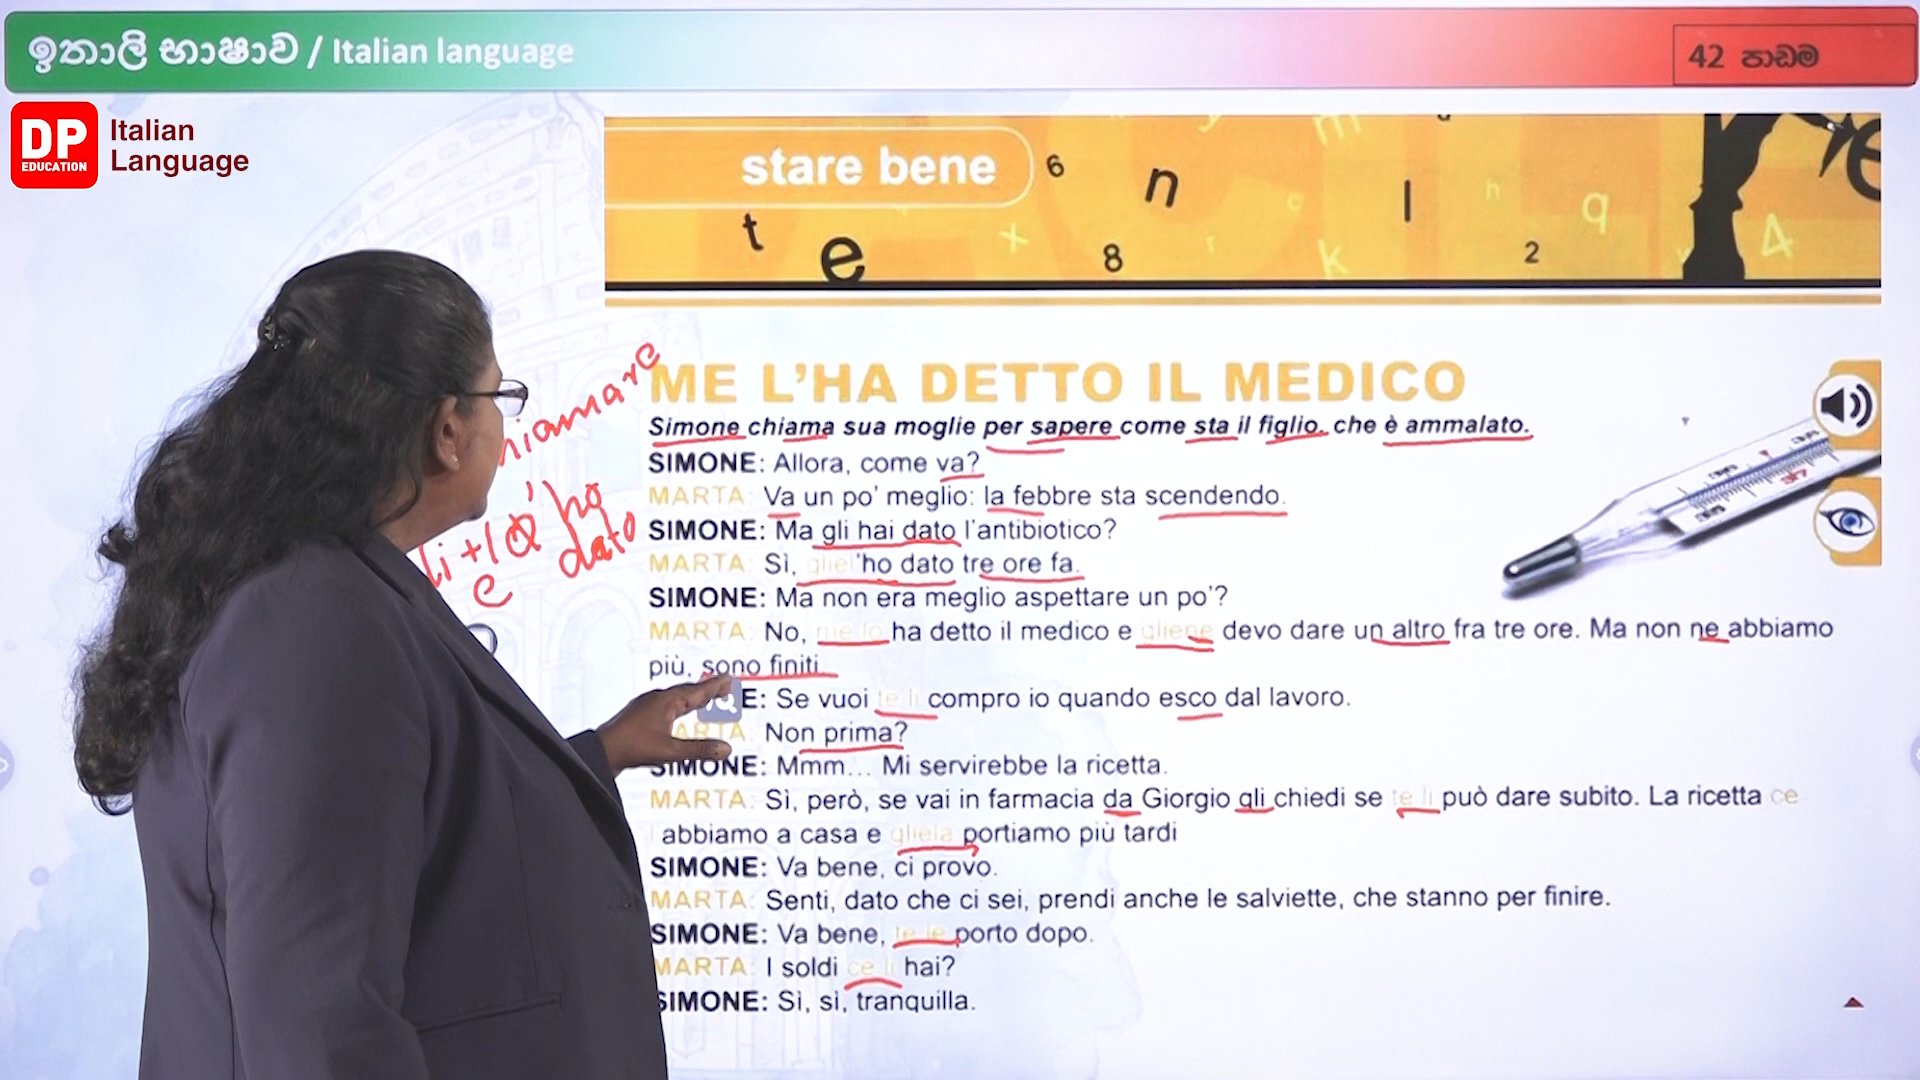 ඉතාලි භාෂාව / Italian language
42 පාඩම
DP
EDUCATION
Italian
Language
stare bene
6
n
l
n
q
t
e
x
8
r
k
2
4
e
ME L'HA DETTO IL MEDICO
Simone chiama sua moglie per sapere come sta il figlio, che è ammalato.
SIMONE: Allora, come va?
MARTA: Va un po' meglio: la febbre sta scendendo.
SIMONE: Ma gli hai dato l'antibiotico?
MARTA: Sì, gliel'ho dato tre ore fa.
SIMONE: Ma non era meglio aspettare un po'?
MARTA: No, me lo ha detto il medico e gliene devo dare un altro fra tre ore. Ma non ne abbiamo
più, sono finiti
E: Se vuoi te li compro io quando esco dal lavoro.
ARTA: Non prima?
SIMONE: Mmm... Mi servirebbe la ricetta.
MARTA: Sì, però, se vai in farmacia da Giorgio gli chiedi se te li può dare subito. La ricetta ce
l abbiamo a casa e gliela portiamo più tardi
SIMONE: Va bene, ci provo.
MARTA: Senti, dato che ci sei, prendi anche le salviette, che stanno per finire.
SIMONE: Va bene, te le porto dopo.
MARTA: I soldi ce li hai?
SIMONE: Sì, sì, tranquilla.
hiamare
li + l
e
'ho
dato